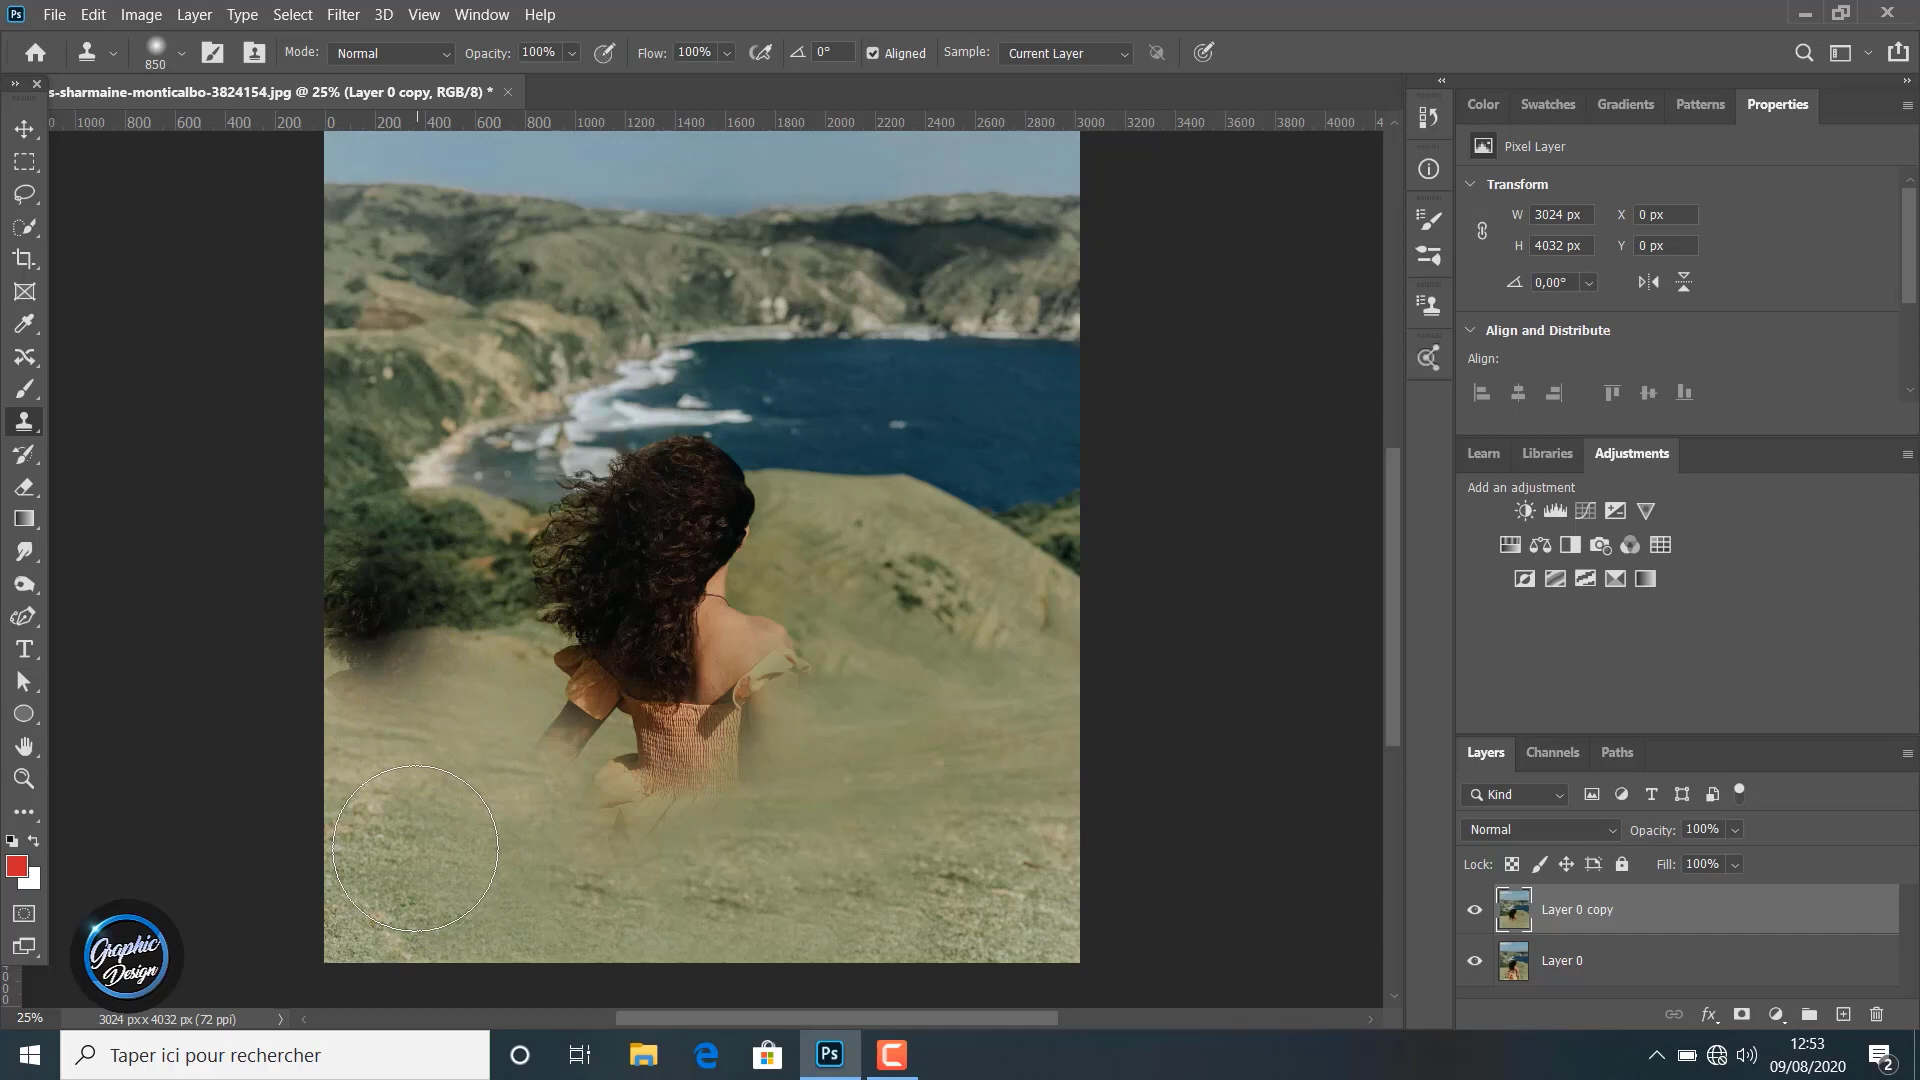 Ps File Edit Image Layer Type Select Filter 3D View Window Help
850 Mode: Normal Opacity: 100% Flow: 100% 0° Aligned Sample: Current Layer
s-sharmaine-monticalbo-3824154.jpg @ 25% (Layer 0 copy, RGB/8) *
0 1000 800 600 400 200 0 200 400 600 800 1000 1200 1400 1600 1800 2000 2200 2400 2600 2800 3000 3200 3400 3600 3800 4000 4
Color Swatches Gradients Patterns Properties
Pixel Layer
Transform
W 3024 px X 0 px
H 4032 px Y 0 px
0,00°
Align and Distribute
Align:
Learn Libraries Adjustments
Add an adjustment
Layers Channels Paths
Kind
Normal Opacity: 100%
Lock: Fill: 100%
Layer 0 copy
Layer 0
Graphic
Design
25% 3024 px x 4032 px (72 ppi)
Taper ici pour rechercher
Ps
12:53
09/08/2020
2